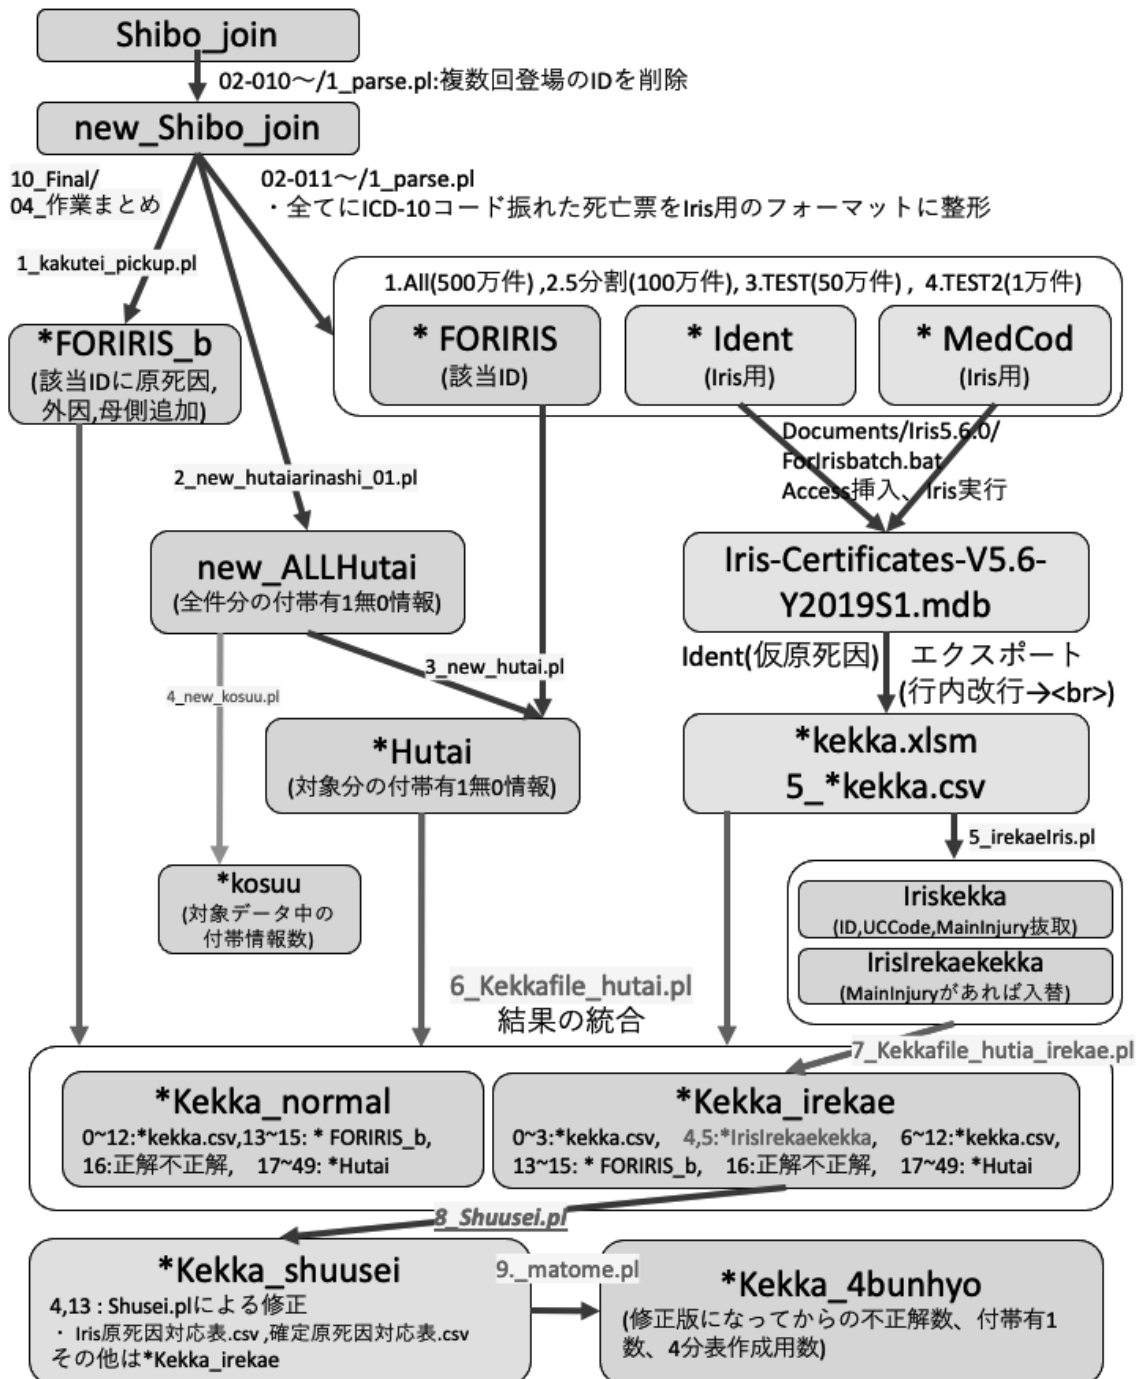 Shibo_join
02-010～/1_parse.pl:複数回登場のIDを削除
new_Shibo_join
10_Final/
04_作業まとめ
02-011～/1_parse.pl
・全てにICD-10コード振れた死亡票をIris用のフォーマットに整形
1_kakutei_pickup.pl
1.All(500万件) ,2.5分割(100万件), 3.TEST(50万件) , 4.TEST2(1万件)
*FORIRIS_b
(該当IDに原死因,
外因,母側追加)
* FORIRIS
(該当ID)
* Ident
(Iris用)
* MedCod
(Iris用)
Documents/Iris5.6.0/
ForIrisbatch.bat
Access挿入、Iris実行
2_new_hutaiarinashi_01.pl
new_ALLHutai
(全件分の付帯有1無0情報)
Iris-Certificates-V5.6-
Y2019S1.mdb
3_new_hutai.pl
Ident(仮原死因)
エクスポート
(行内改行→<br>)
4_new_kosuu.pl
*Hutai
(対象分の付帯有1無0情報)
*kekka.xlsm
5_*kekka.csv
5_irekaeIris.pl
*kosuu
(対象データ中の
付帯情報数)
Iriskekka
(ID,UCCode,MainInjury抜取)
IrisIrekaekekka
(MainInjuryがあれば入替)
6_Kekkafile_hutai.pl
結果の統合
7_Kekkafile_hutia_irekae.pl
*Kekka_normal
0~12:*kekka.csv,13~15: * FORIRIS_b,
16:正解不正解, 17~49: *Hutai
*Kekka_irekae
0~3:*kekka.csv, 4,5:*IrisIrekaekekka, 6~12:*kekka.csv,
13~15: * FORIRIS_b, 16:正解不正解, 17~49: *Hutai
8_Shuusei.pl
*Kekka_shuusei
4,13 : Shusei.plによる修正
・ Iris原死因対応表.csv ,確定原死因対応表.csv
その他は*Kekka_irekae
9._matome.pl
*Kekka_4bunhyo
(修正版になってからの不正解数、付帯有1
数、4分表作成用数)